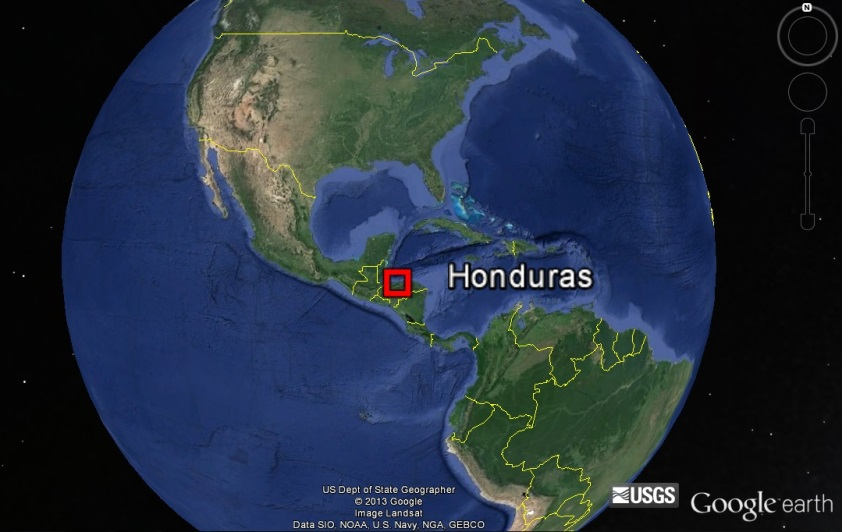 N
Honduras
US Dept of State Geographer
© 2013 Google
Image Landsat
Data SIO, NOAA, U.S. Navy, NGA, GEBCO
USGS
Google earth